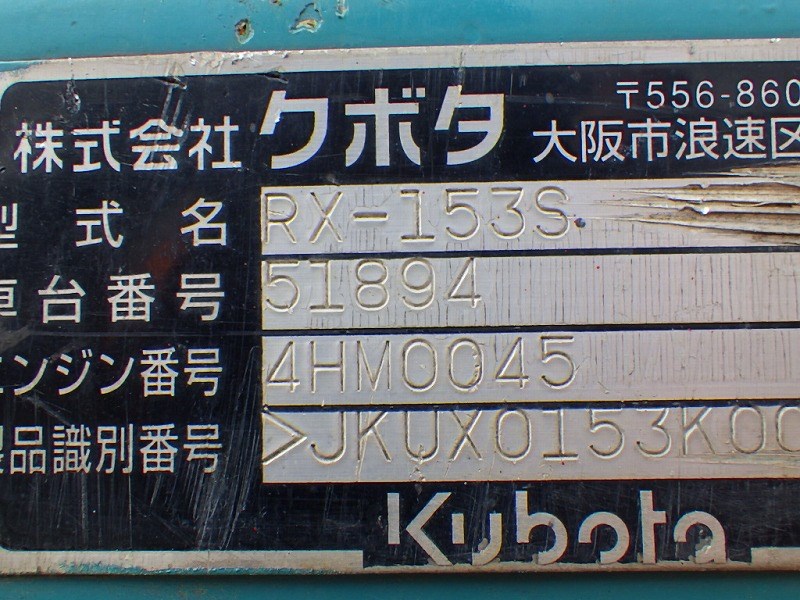 株式会社 クボタ
〒556-860
大阪市浪速区
型式名 RX-153S
車台番号 51894
エンジン番号 4HM0045
製品識別番号 >JKUX0153K00
Kubota